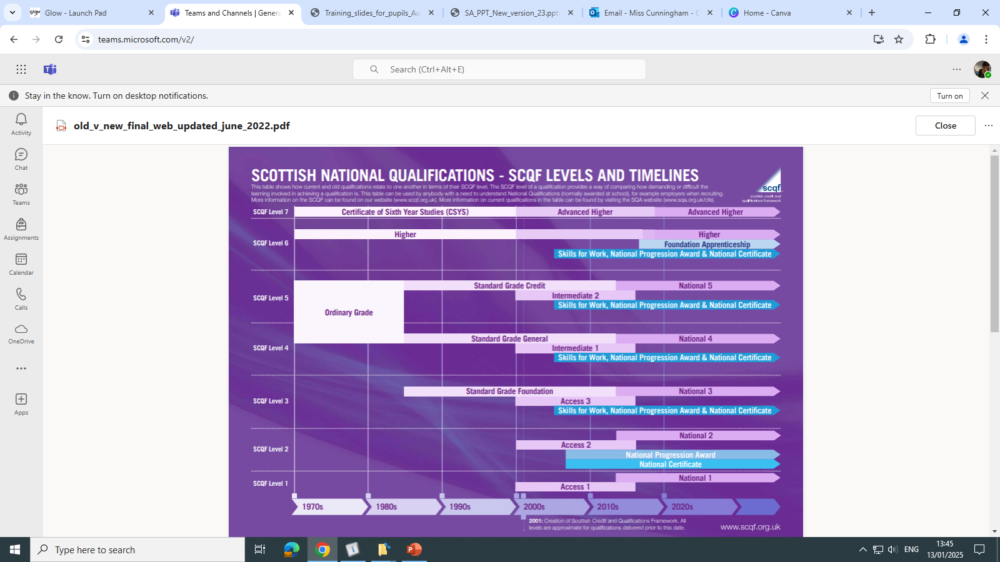 Glow - Launch Pad
Teams and Channels | Genera
Training_slides_for_pupils_Au
SA_PPT_New_version_23.ppt
Email - Miss Cunningham - 
Home - Canva
teams.microsoft.com/v2/
Search (Ctrl+Alt+E)
Stay in the know. Turn on desktop notifications.
Turn on
Activity
Chat
Teams
Assignments
Calendar
Calls
OneDrive
Apps
old_v_new_final_web_updated_june_2022.pdf
Close
SCOTTISH NATIONAL QUALIFICATIONS - SCQF LEVELS AND TIMELINES
This table shows how current and old qualifications relate to one another in terms of their SCQF level. The SCQF level of a qualification provides a way of comparing how demanding or difficult the
learning involved in achieving a qualification is. This table can be used by anybody with a need to understand National Qualifications (normally awarded at school), for example employers when recruiting.
More information on the SCQF can be found on our website (www.scqf.org.uk). More information on current qualifications in the table can be found by visiting the SQA website (www.sqa.org.uk/cfe).
scqf
scottish credit and
qualifications framework
SCQF Level 7
Certificate of Sixth Year Studies (CSYS)
Advanced Higher
Advanced Higher
SCQF Level 6
Higher
Higher
Foundation Apprenticeship
Skills for Work, National Progression Award & National Certificate
SCQF Level 5
Ordinary Grade
Standard Grade Credit
National 5
Intermediate 2
Skills for Work, National Progression Award & National Certificate
SCQF Level 4
Standard Grade General
National 4
Intermediate 1
Skills for Work, National Progression Award & National Certificate
SCQF Level 3
Standard Grade Foundation
National 3
Access 3
Skills for Work, National Progression Award & National Certificate
SCQF Level 2
National 2
Access 2
National Progression Award
National Certificate
SCQF Level 1
National 1
Access 1
1970s
1980s
1990s
2000s
2010s
2020s
2001: Creation of Scottish Credit and Qualifications Framework. All
levels are approximate for qualifications delivered prior to this date.
www.scqf.org.uk
Type here to search
ENG
13:45
13/01/2025